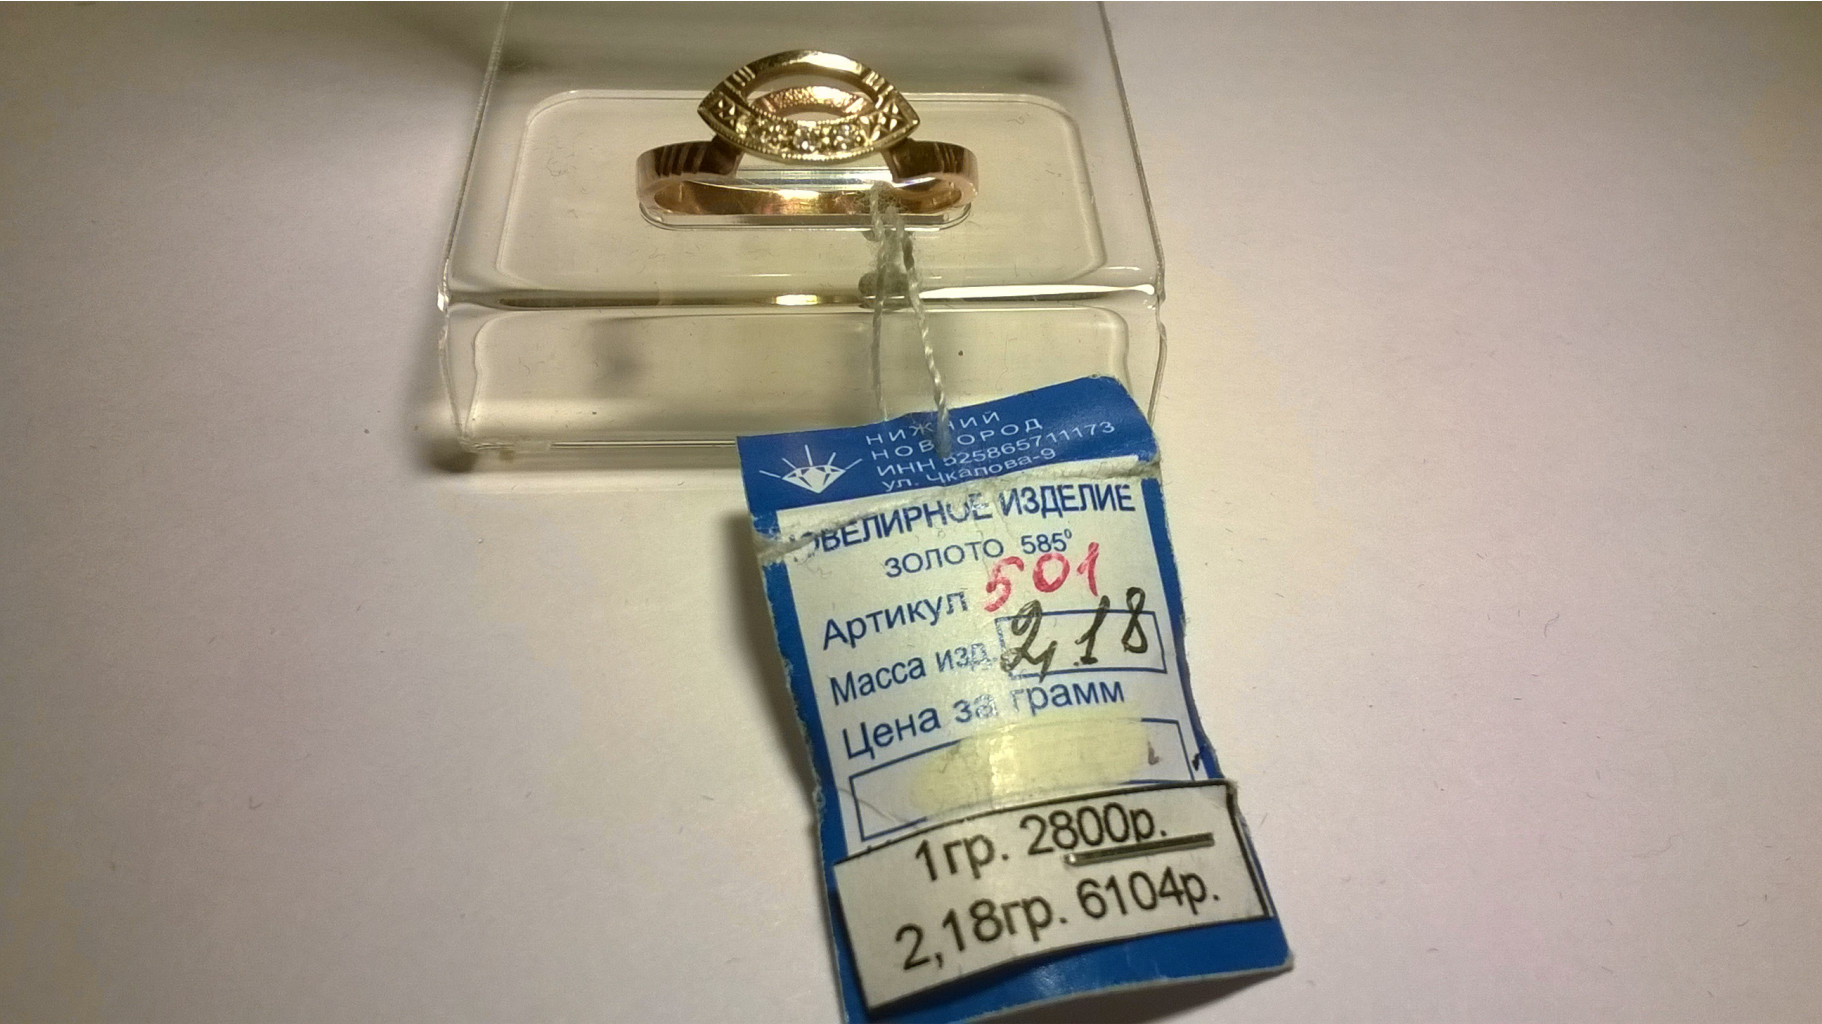 НИЖНИЙ
НОВГОРОД
ИНН 525865711173
ул. Чкалова-9
ЮВЕЛИРНОЕ ИЗДЕЛИЕ
ЗОЛОТО 585°
Артикул 501
Масса изд 2,18
Цена за грамм
1гр. 2800р.
2,18гр. 6104р.